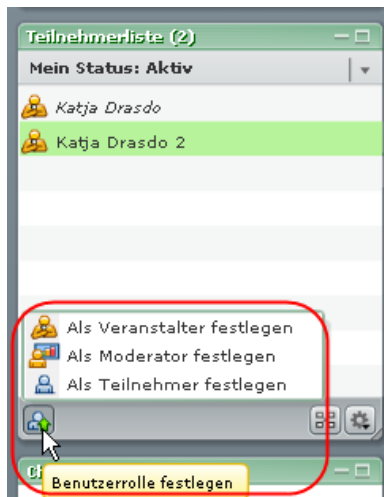 Teilnehmerliste (2)
Mein Status: Aktiv
Katja Drasdo
Katja Drasdo 2
Als Veranstalter festlegen
Als Moderator festlegen
Als Teilnehmer festlegen
Benutzerrolle festlegen